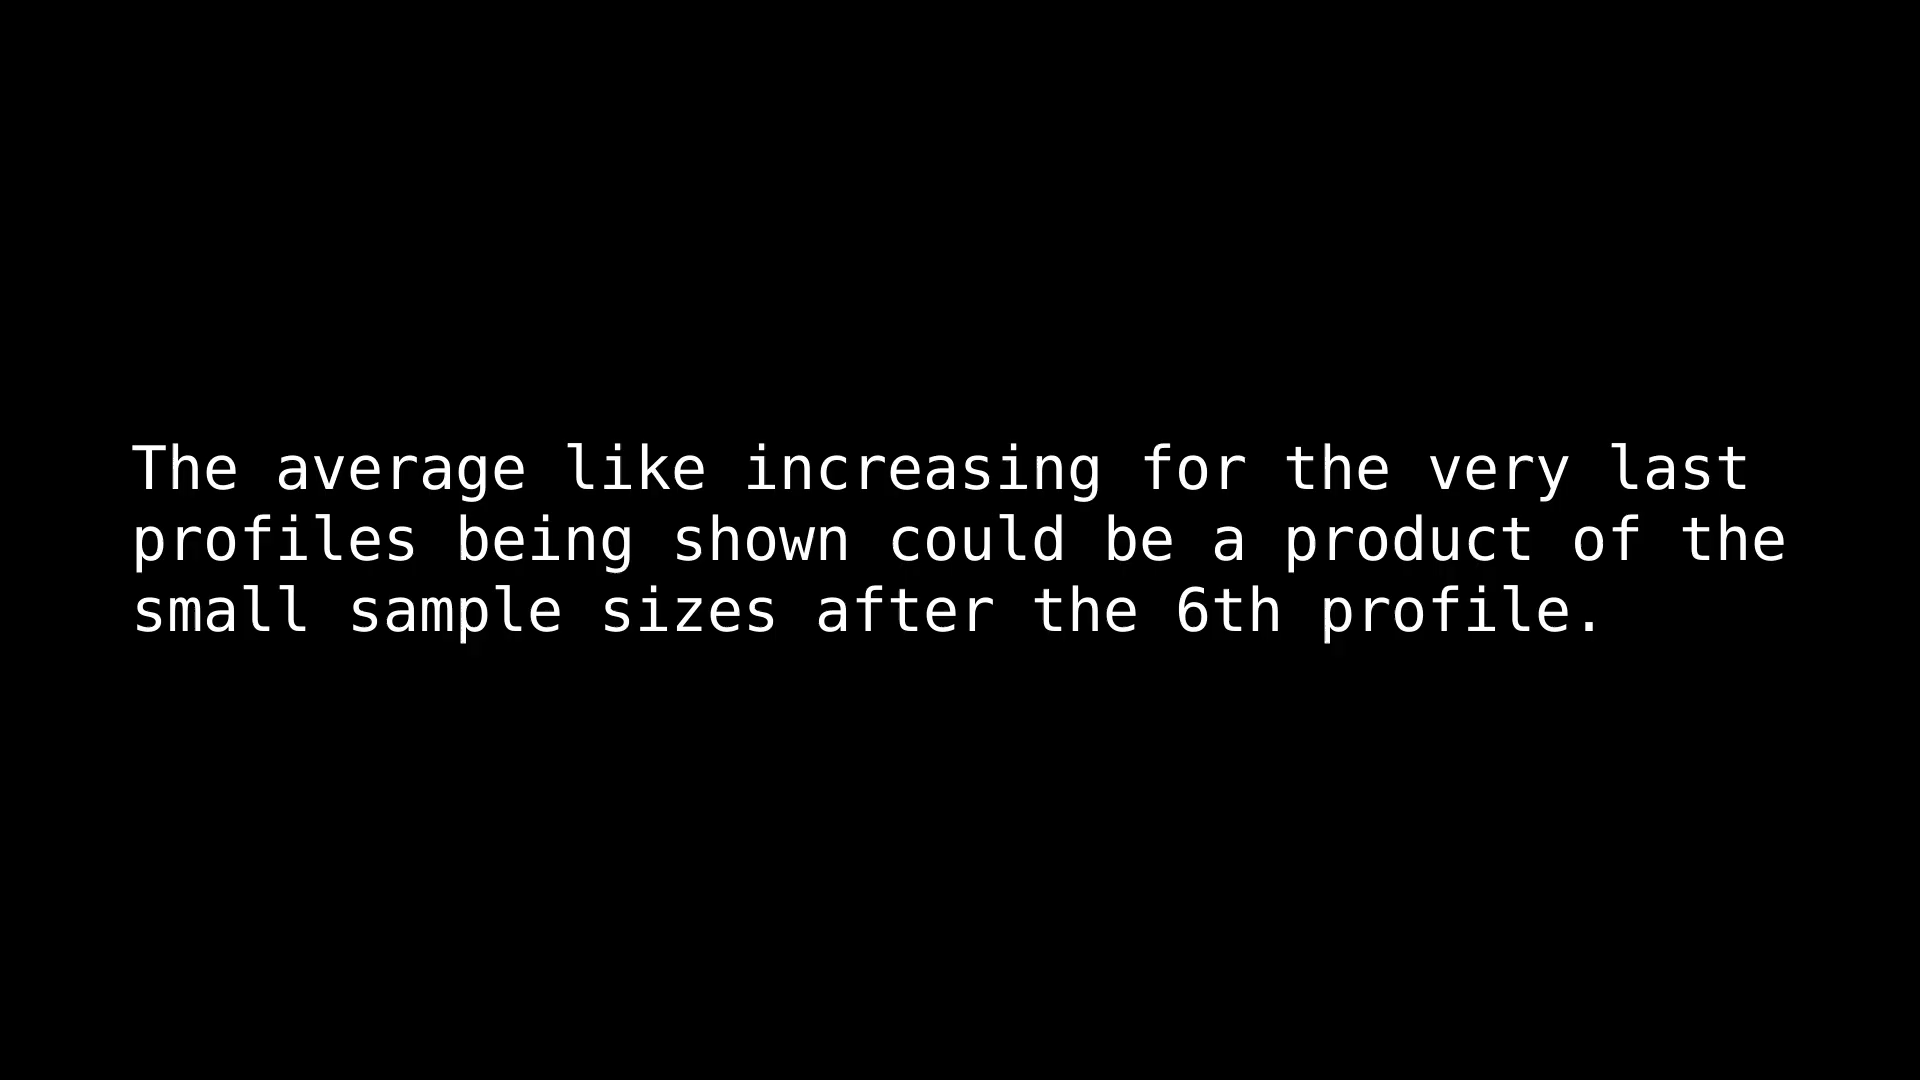 The average like increasing for the very last
profiles being shown could be a product of the
small sample sizes after the 6th profile.